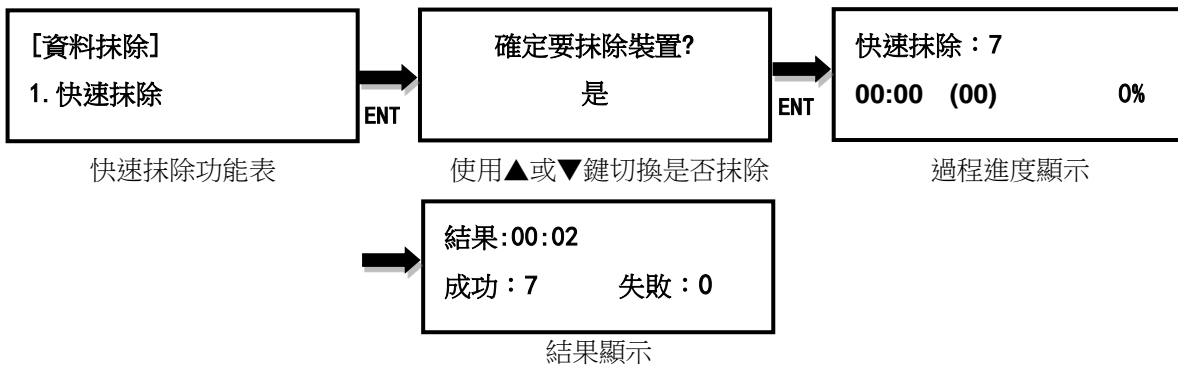 [資料抹除]
1.快速抹除
ENT
確定要抹除裝置?
是
ENT
快速抹除：7
00:00 (00) 0%
快速抹除功能表
使用▲或▼鍵切換是否抹除
過程進度顯示
結果:00:02
成功：7 失敗：0
結果顯示